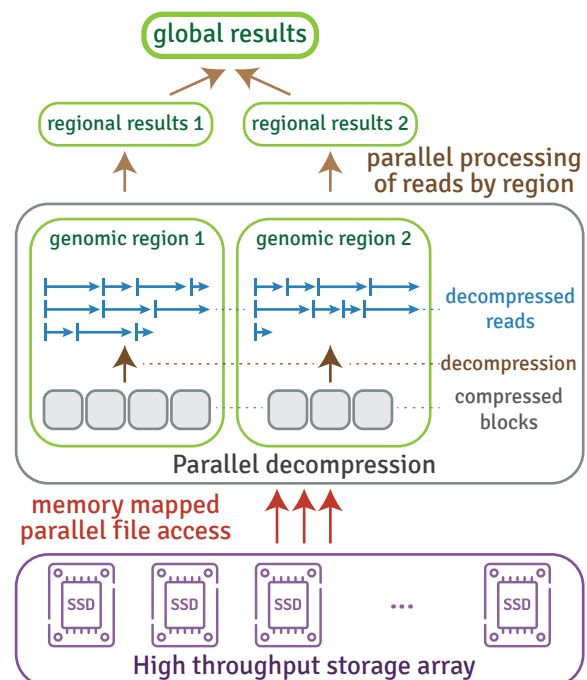 global results
regional results 1
regional results 2
parallel processing
of reads by region
genomic region 1
genomic region 2
decompressed
reads
decompression
compressed
blocks
Parallel decompression
memory mapped
parallel file access
SSD
SSD
SSD
...
SSD
High throughput storage array